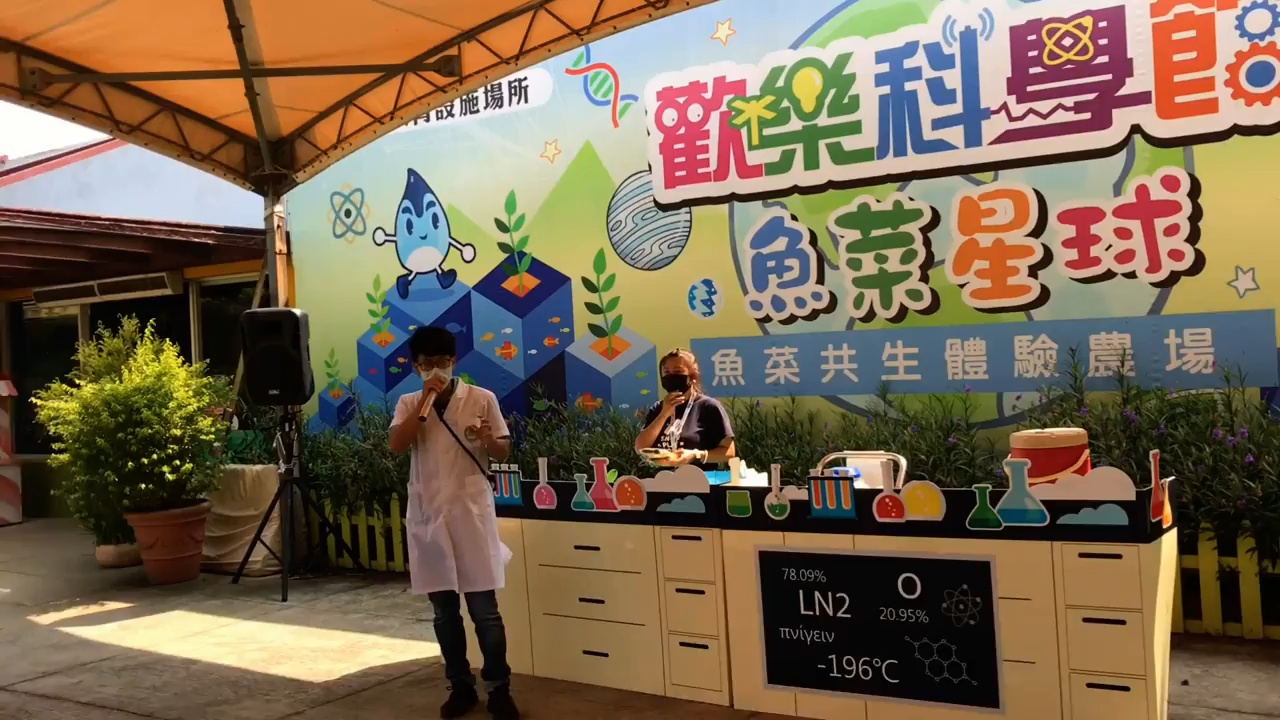 育設施場所
歡樂科學館
魚菜星球
魚菜共生體驗農場
78.09%
O
LN2
20.95%
πνίγειν
-196℃